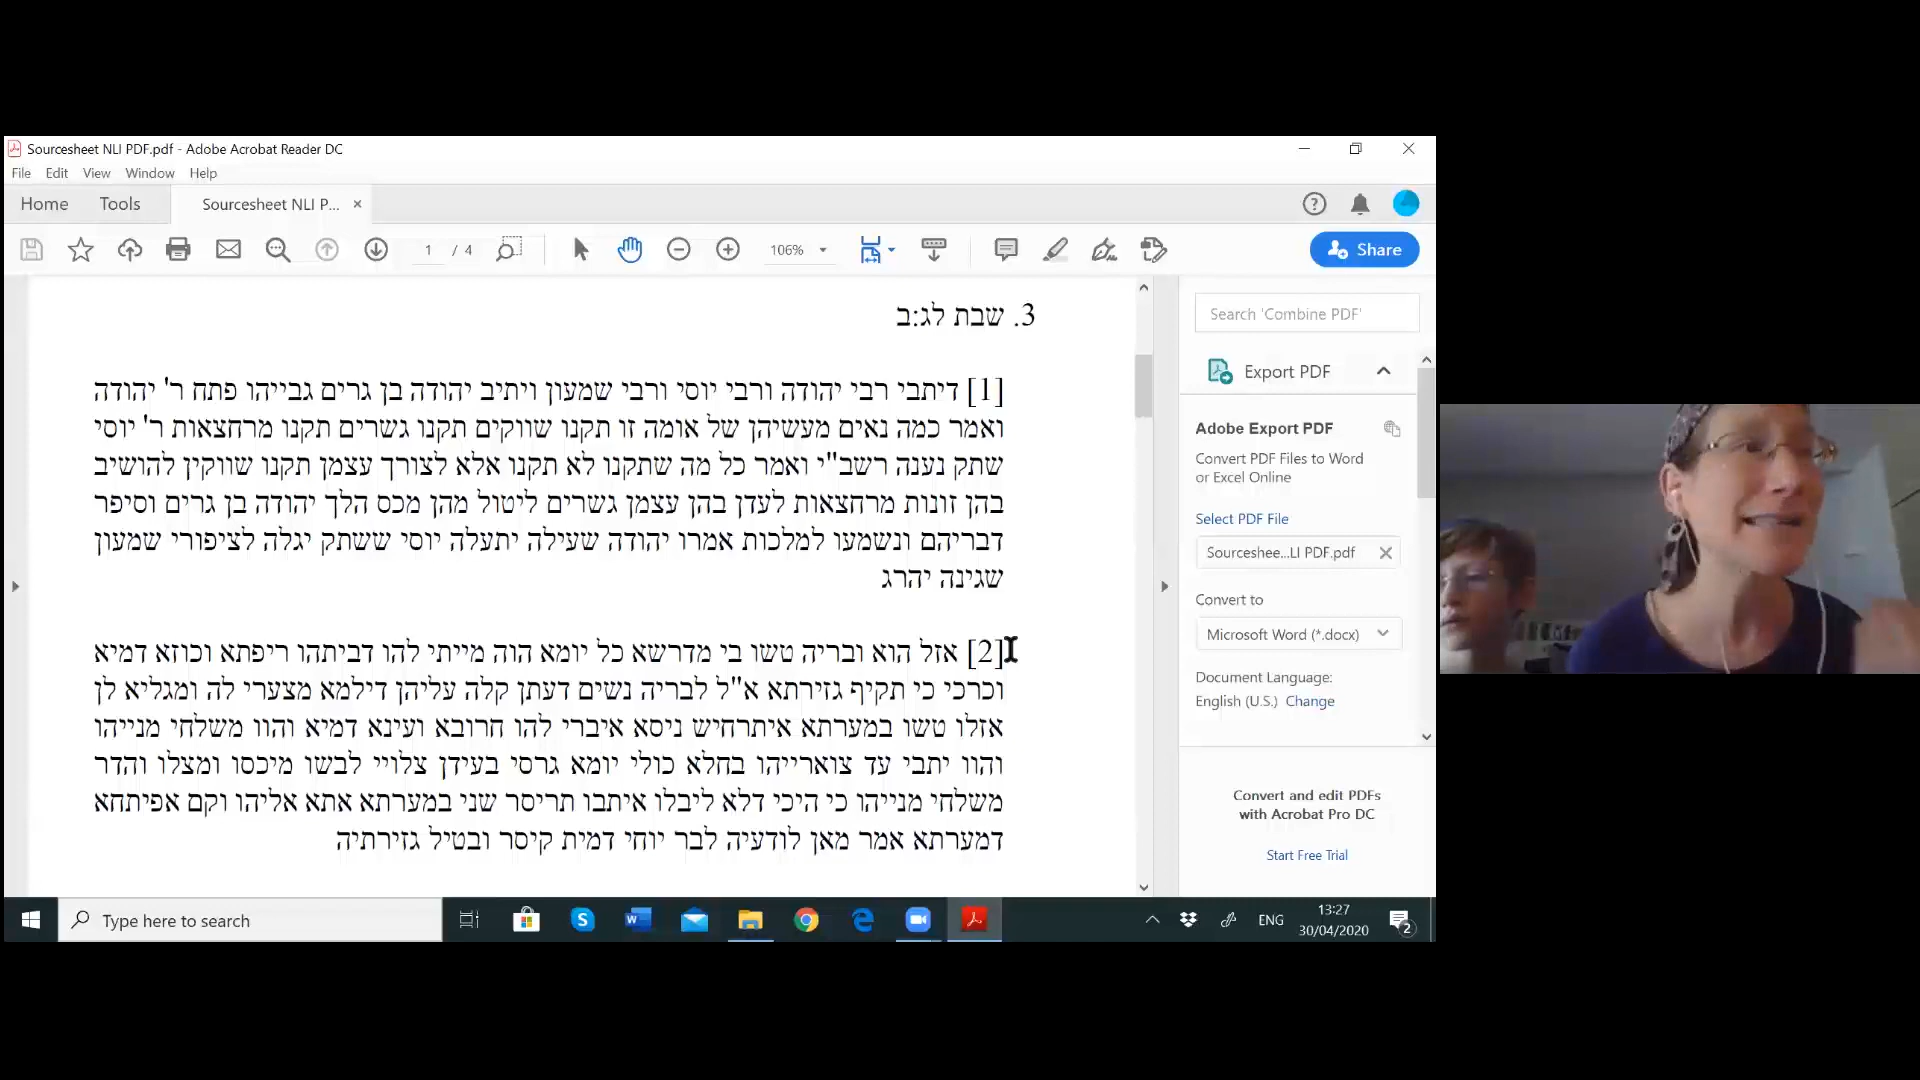 Sourcesheet NLI PDF.pdf - Adobe Acrobat Reader DC
File Edit View Window Help
Home Tools Sourcesheet NLI P... ×
1 / 4 106%
Share
3. שבת לג:ב
[1] דיתבי רבי יהודה ורבי יוסי ורבי שמעון ויתיב יהודה בן גרים גבייהו פתח ר' יהודה
ואמר כמה נאים מעשיהן של אומה זו תקנו שווקים תקנו גשרים תקנו מרחצאות ר' יוסי
שתק נענה רשב"י ואמר כל מה שתקנו לא תקנו אלא לצורך עצמן תקנו שווקין להושיב
בהן זונות מרחצאות לעדן בהן עצמן גשרים ליטול מהן מכס הלך יהודה בן גרים וסיפר
דבריהם ונשמעו למלכות אמרו יהודה שעילה יתעלה יוסי ששתק יגלה לציפורי שמעון
שגינה יהרג
[2] אזל הוא ובריה טשו בי מדרשא כל יומא הוה מייתי להו דביתהו ריפתא וכוזא דמיא
וכרכי כי תקיף גזירתא א"ל לבריה נשים דעתן קלה עליהן דילמא מצערי לה ומגליא לן
אזלו טשו במערתא איתרחיש ניסא איברי להו חרובא ועינא דמיא והוו משלחי מנייהו
והוו יתבי עד צוארייהו בחלא כולי יומא גרסי בעידן צלויי לבשו מיכסו ומצלו והדר
משלחי מנייהו כי היכי דלא ליבלו איתבו תריסר שני במערתא אתא אליהו וקם אפיתחא
דמערתא אמר מאן לודעיה לבר יוחי דמית קיסר ובטיל גזירתיה
Search 'Combine PDF'
Export PDF
Adobe Export PDF
Convert PDF Files to Word
or Excel Online
Select PDF File
Sourceshee...LI PDF.pdf
Convert to
Microsoft Word (*.docx)
Document Language:
English (U.S.) Change
Convert and edit PDFs
with Acrobat Pro DC
Start Free Trial
Type here to search
ENG
13:27
30/04/2020
2